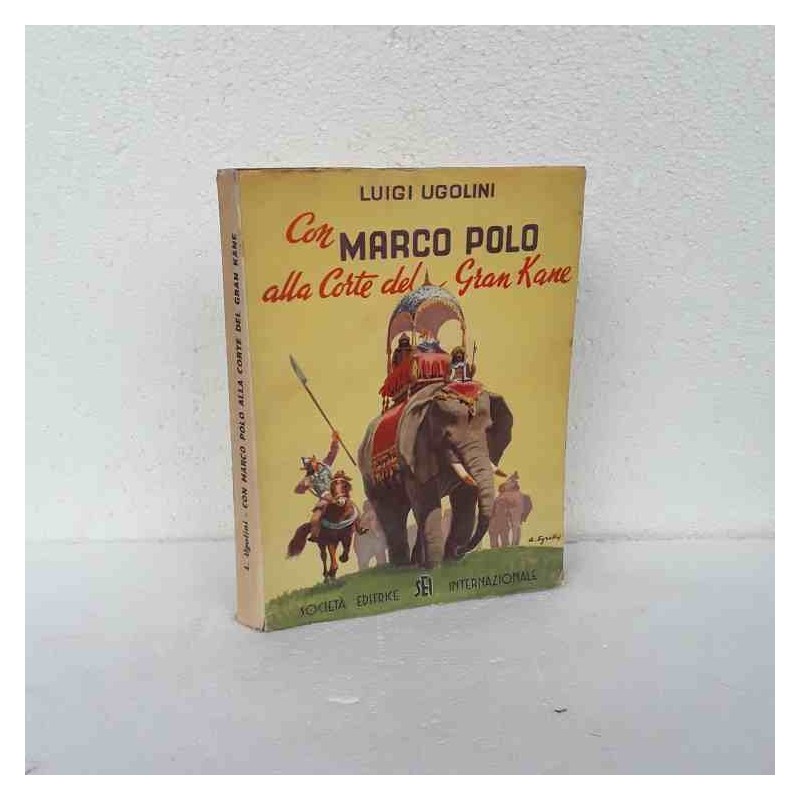 LUIGI UGOLINI
Con MARCO POLO
alla Corte del Gran Kane
SOCIETÀ EDITRICE SEI INTERNAZIONALE
L. Ugolini - CON MARCO POLO ALLA CORTE DEL GRAN KANE